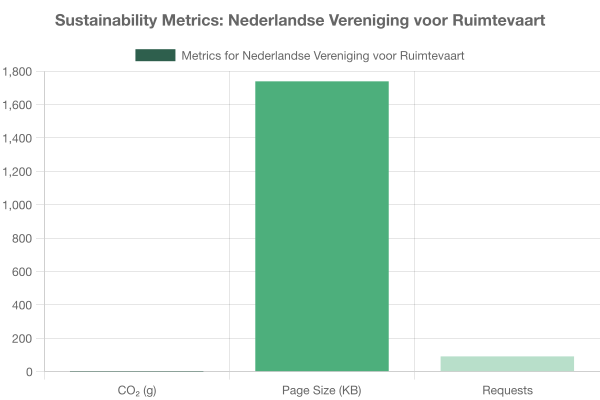 Sustainability Metrics: Nederlandse Vereniging voor Ruimtevaart
Metrics for Nederlandse Vereniging voor Ruimtevaart
1,800
1,600
1,400
1,200
1,000
800
600
400
200
0
CO₂ (g)
Page Size (KB)
Requests